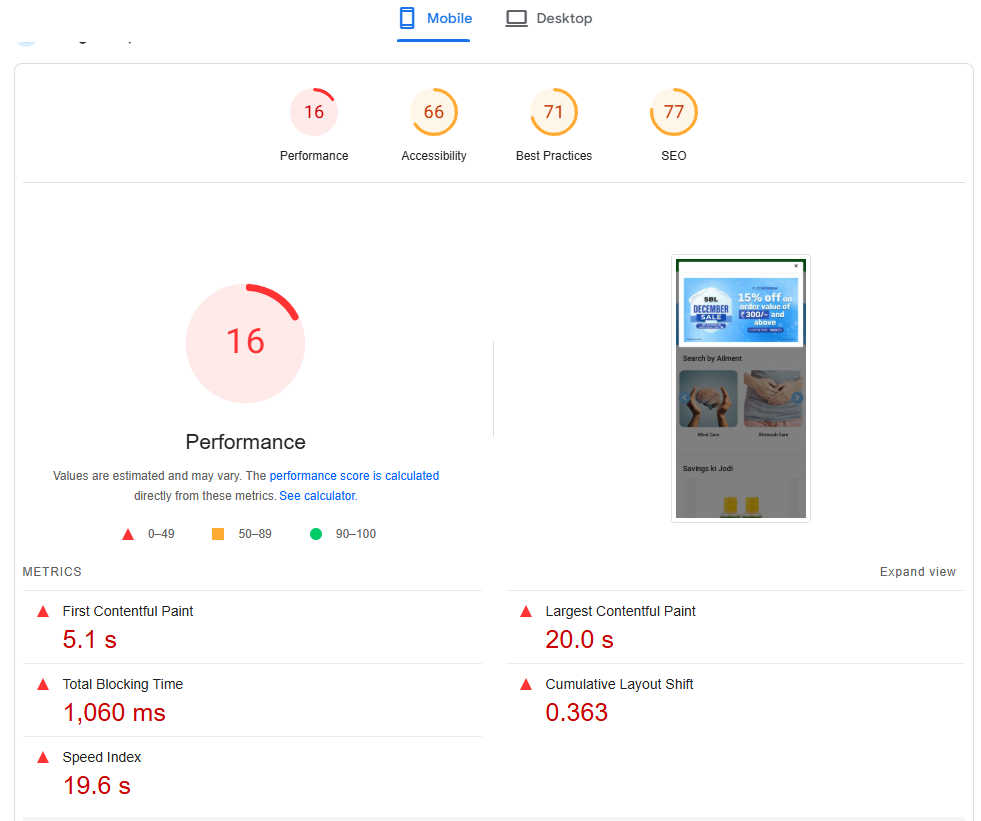 Mobile
Desktop
16
66
71
77
Performance
Accessibility
Best Practices
SEO
16
Performance
Values are estimated and may vary. The performance score is calculated
directly from these metrics. See calculator.
0–49
50–89
90–100
SBL
DECEMBER
SALE
15% off on
order value of
₹300/- and
above
Search by Ailment
Mind Care
Stomach Care
Savings ki Jodi
METRICS
Expand view
First Contentful Paint
5.1 s
Largest Contentful Paint
20.0 s
Total Blocking Time
1,060 ms
Cumulative Layout Shift
0.363
Speed Index
19.6 s